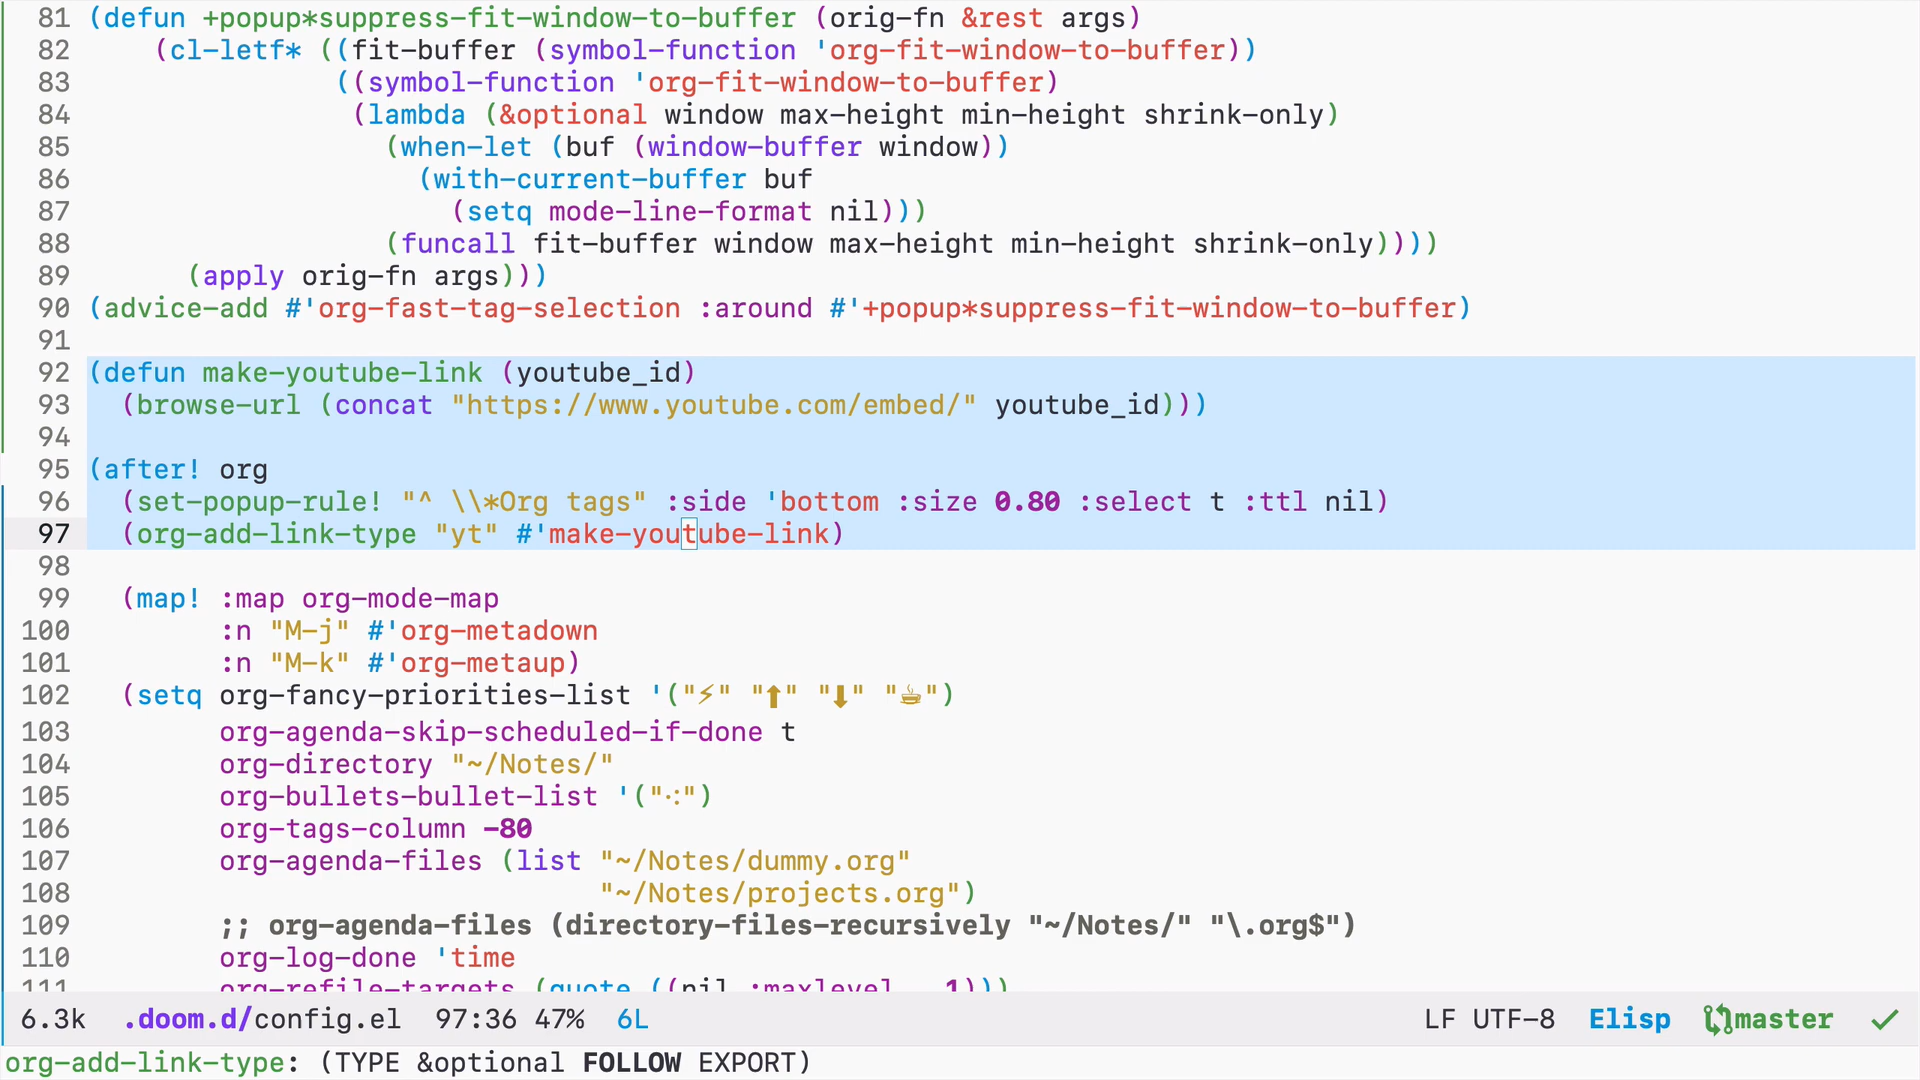 81 (defun +popup*suppress-fit-window-to-buffer (orig-fn &rest args)
82     (cl-letf* ((fit-buffer (symbol-function 'org-fit-window-to-buffer))
83                ((symbol-function 'org-fit-window-to-buffer)
84                 (lambda (&optional window max-height min-height shrink-only)
85                   (when-let (buf (window-buffer window))
86                     (with-current-buffer buf
87                       (setq mode-line-format nil)))
88                   (funcall fit-buffer window max-height min-height shrink-only))))
89       (apply orig-fn args)))
90 (advice-add #'org-fast-tag-selection :around #'+popup*suppress-fit-window-to-buffer)
91
92 (defun make-youtube-link (youtube_id)
93   (browse-url (concat "https://www.youtube.com/embed/" youtube_id)))
94
95 (after! org
96   (set-popup-rule! "^ \\*Org tags" :side 'bottom :size 0.80 :select t :ttl nil)
97   (org-add-link-type "yt" #'make-youtube-link)
98
99   (map! :map org-mode-map
100         :n "M-j" #'org-metadown
101         :n "M-k" #'org-metaup)
102   (setq org-fancy-priorities-list '("⚡" "⬆" "⬇" "☕")
103         org-agenda-skip-scheduled-if-done t
104         org-directory "~/Notes/"
105         org-bullets-bullet-list '("⁖")
106         org-tags-column -80
107         org-agenda-files (list "~/Notes/dummy.org"
108                                "~/Notes/projects.org")
109         ;; org-agenda-files (directory-files-recursively "~/Notes/" "\.org$")
110         org-log-done 'time
111         org-refile-targets (quote ((nil :maxlevel . 1)))
6.3k .doom.d/config.el 97:36 47% 6L LF UTF-8 Elisp master
org-add-link-type: (TYPE &optional FOLLOW EXPORT)